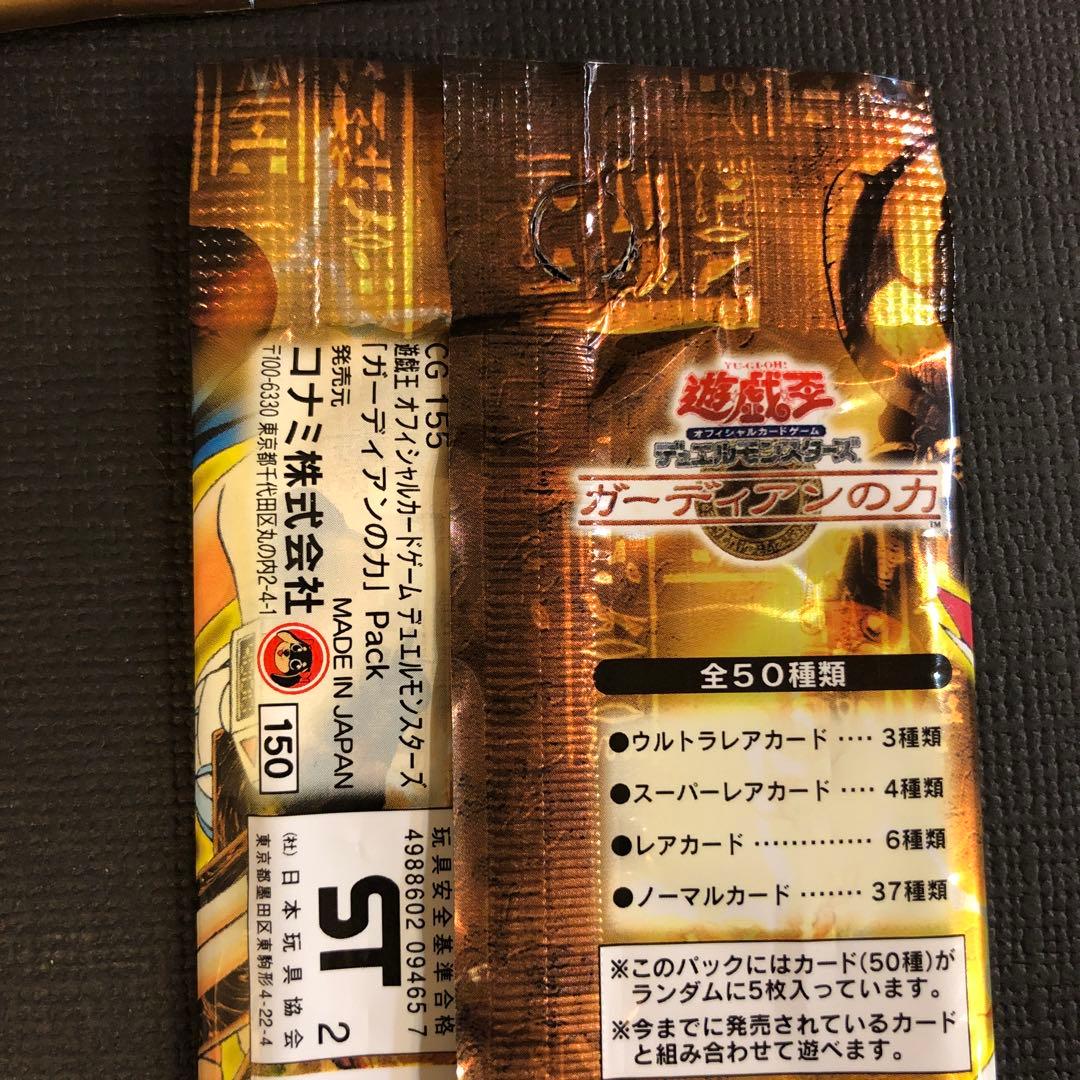 YU-GI-OH!
遊戯王
オフィシャルカードゲーム
デュエルモンスターズ
ガーディアンの力
TM
全50種類
●ウルトラレアカード ‥‥ 3種類
●スーパーレアカード ‥‥ 4種類
●レアカード ‥‥‥‥‥‥‥ 6種類
●ノーマルカード ‥‥‥‥ 37種類
※このパックにはカード(50種)が
ランダムに5枚入っています。
※今までに発売されているカード
と組み合わせて遊べます。
CG 155
遊戯王 オフィシャルカードゲーム デュエルモンスターズ
「ガーディアンの力」 Pack
発売元
MADE IN JAPAN
コナミ株式会社
〒100-6330 東京都千代田区丸の内2-4-1
150
玩具安全基準合格
4988602 09465 7
ST
2
(社)日本玩具協会
東京都墨田区東駒形4-22-4